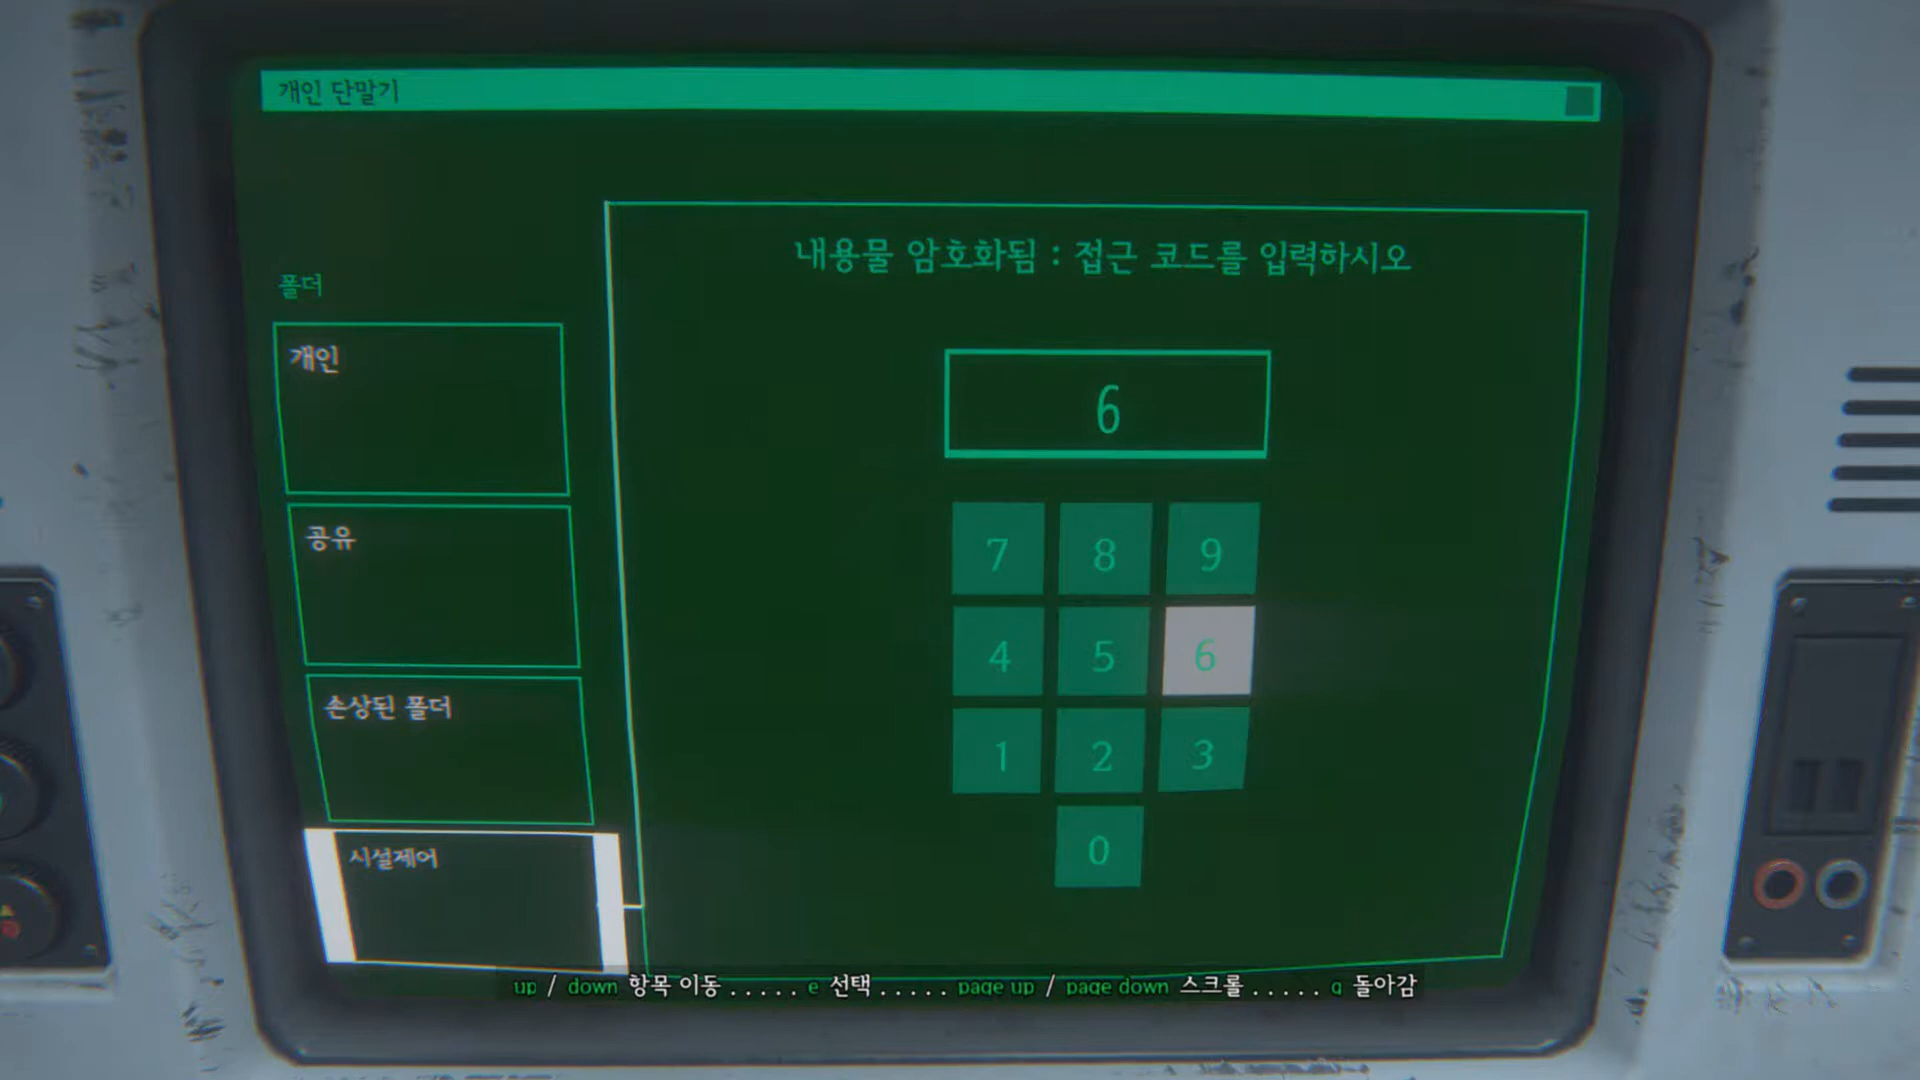 개인 단말기
내용물 암호화됨 : 접근 코드를 입력하시오
폴더
개인
공유
손상된 폴더
시설제어
6
7 8 9
4 5 6
1 2 3
0
up / down 항목 이동 ..... e 선택 ..... page up / page down 스크롤 ..... q 돌아감